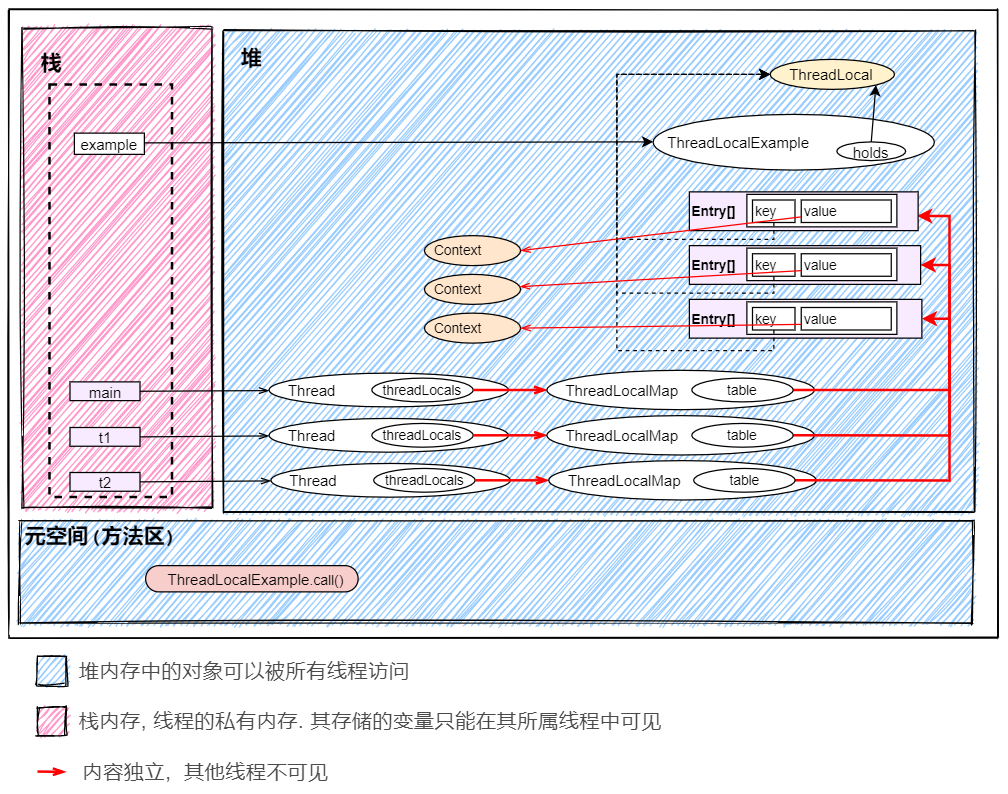 栈
堆
ThreadLocal
example
ThreadLocalExample
holds
Entry[] key value
Context
Entry[] key value
Context
Entry[] key value
Context
main
Thread threadLocals
ThreadLocalMap table
t1
Thread threadLocals
ThreadLocalMap table
t2
Thread threadLocals
ThreadLocalMap table
元空间(方法区)
ThreadLocalExample.call()
堆内存中的对象可以被所有线程访问
栈内存, 线程的私有内存. 其存储的变量只能在其所属线程中可见
内容独立，其他线程不可见